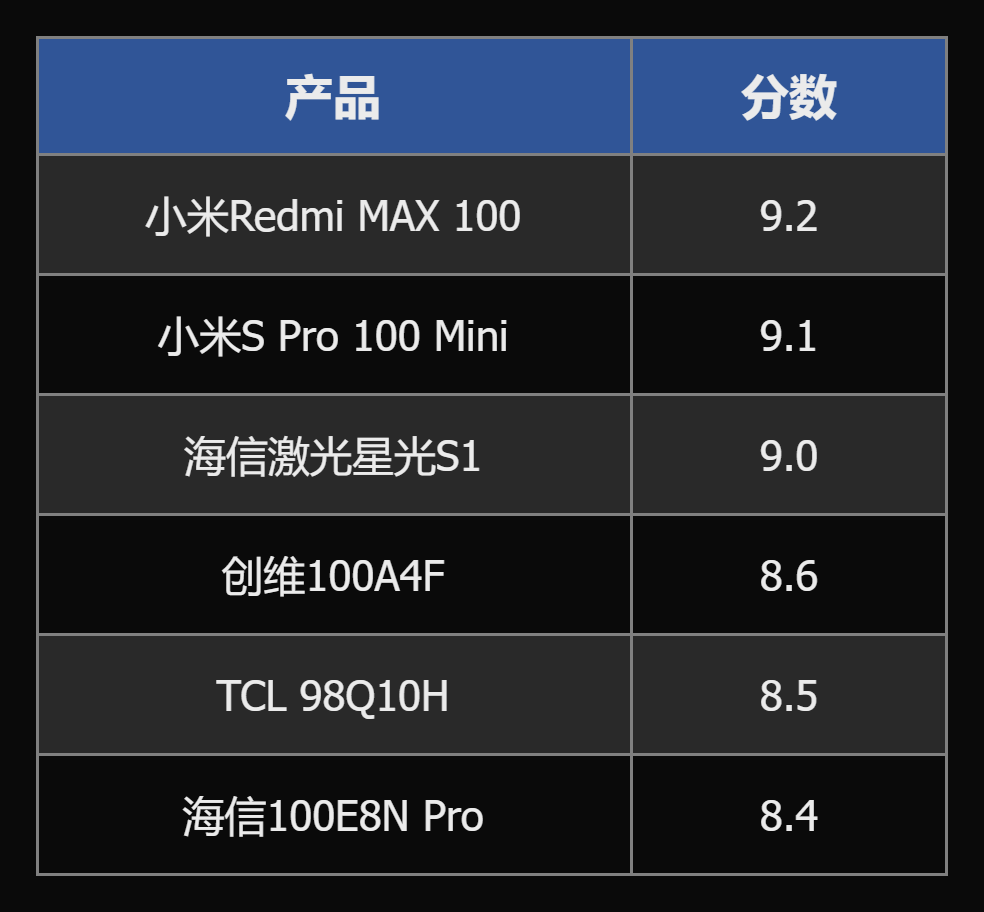 产品 分数
小米Redmi MAX 100 9.2
小米S Pro 100 Mini 9.1
海信激光星光S1 9.0
创维100A4F 8.6
TCL 98Q10H 8.5
海信100E8N Pro 8.4